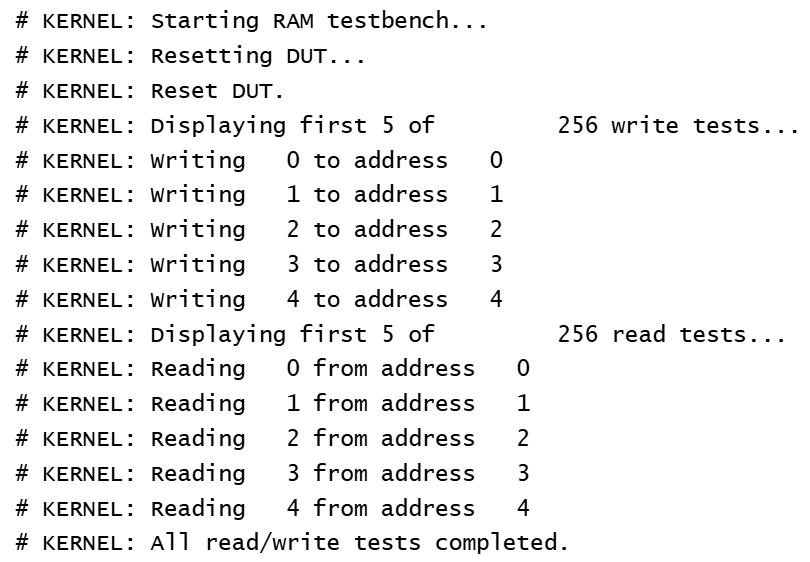 # KERNEL: Starting RAM testbench...
# KERNEL: Resetting DUT...
# KERNEL: Reset DUT.
# KERNEL: Displaying first 5 of         256 write tests...
# KERNEL: Writing   0 to address   0
# KERNEL: Writing   1 to address   1
# KERNEL: Writing   2 to address   2
# KERNEL: Writing   3 to address   3
# KERNEL: Writing   4 to address   4
# KERNEL: Displaying first 5 of         256 read tests...
# KERNEL: Reading   0 from address   0
# KERNEL: Reading   1 from address   1
# KERNEL: Reading   2 from address   2
# KERNEL: Reading   3 from address   3
# KERNEL: Reading   4 from address   4
# KERNEL: All read/write tests completed.